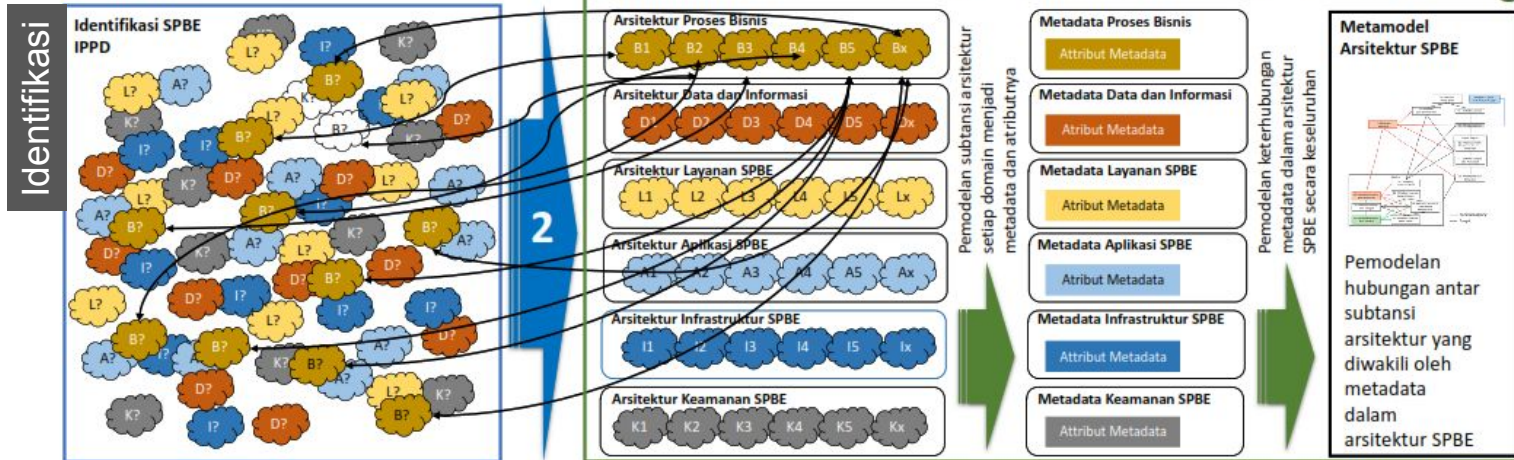 Identifikasi
Identifikasi SPBE
IPPD
K?
L?
I?
K?
B?
L?
A?
K?
L?
L?
K?
I?
I?
B?
B?
K?
D?
D?
I?
L?
K?
D?
A?
D?
L?
A?
A?
B?
B?
I?
K?
B?
A?
D?
I?
K?
A?
L?
D?
B?
D?
L?
D?
I?
L?
I?
I?
B?
A?
I?
A?
B?
K?
B?
A?
A?
D?
D?
L?
K?
B?
K?
I?
D?
2
Arsitektur Proses Bisnis
B1 B2 B3 B4 B5 Bx
Arsitektur Data dan Informasi
D1 D2 D3 D4 D5 Dx
Arsitektur Layanan SPBE
L1 L2 L3 L4 L5 Lx
Arsitektur Aplikasi SPBE
A1 A2 A3 A4 A5 Ax
Arsitektur Infrastruktur SPBE
I1 I2 I3 I4 I5 Ix
Arsitektur Keamanan SPBE
K1 K2 K3 K4 K5 Kx
Pemodelan subtansi arsitektur
setiap domain menjadi
metadata dan atributnya
Metadata Proses Bisnis
Attribut Metadata
Metadata Data dan Informasi
Atribut Metadata
Metadata Layanan SPBE
Atribut Metadata
Metadata Aplikasi SPBE
Atribut Metadata
Metadata Infrastruktur SPBE
Attribut Metadata
Metadata Keamanan SPBE
Attribut Metadata
Pemodelan keterhubungan
metadata dalam arsitektur
SPBE secara keseluruhan
Metamodel
Arsitektur SPBE
Pemodelan
hubungan antar
subtansi
arsitektur yang
diwakili oleh
metadata
dalam
arsitektur SPBE